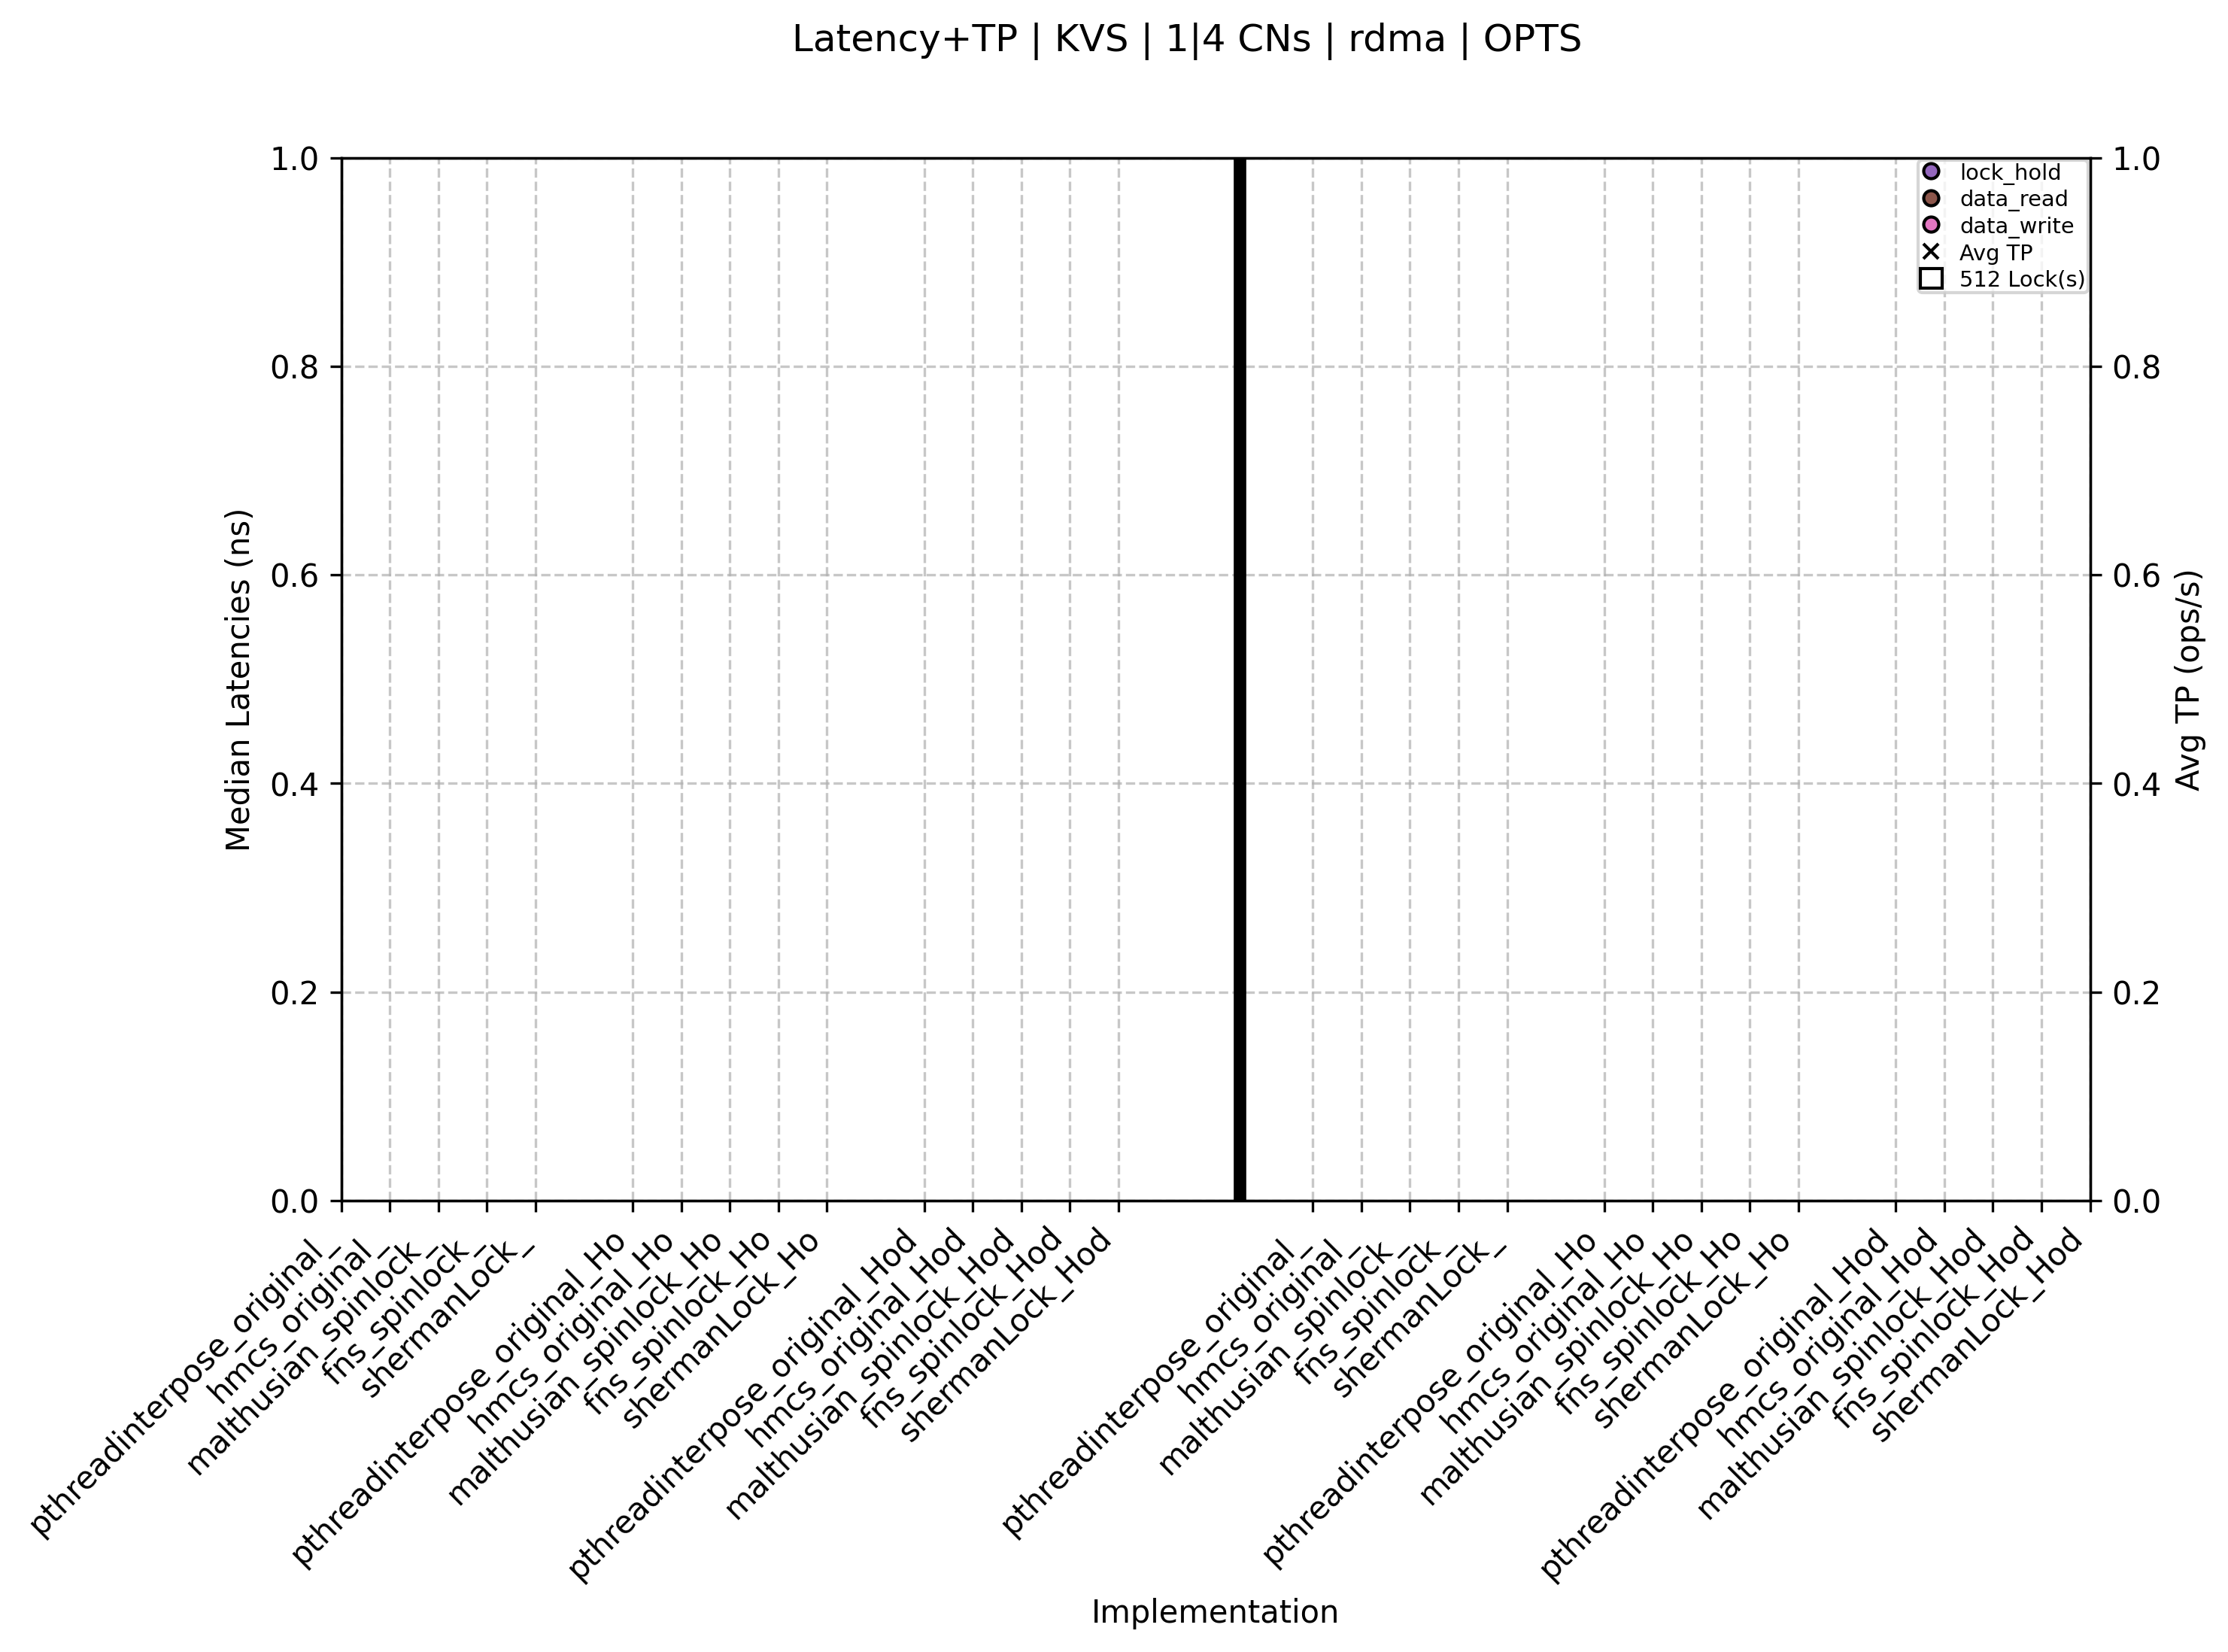 Latency+TP | KVS | 1|4 CNs | rdma | OPTS
lock_hold
data_read
data_write
Avg TP
512 Lock(s)
Median Latencies (ns)
1.0
0.8
0.6
0.4
0.2
0.0
1.0
0.8
0.6
0.4
0.2
0.0
Avg TP (ops/s)
pthreadinterpose_original_
hmcs_original_
malthusian_spinlock_
fns_spinlock_
shermanLock_
pthreadinterpose_original_Ho
hmcs_original_Ho
malthusian_spinlock_Ho
fns_spinlock_Ho
shermanLock_Ho
pthreadinterpose_original_Hod
hmcs_original_Hod
malthusian_spinlock_Hod
fns_spinlock_Hod
shermanLock_Hod
pthreadinterpose_original_
hmcs_original_
malthusian_spinlock_
fns_spinlock_
shermanLock_
pthreadinterpose_original_Ho
hmcs_original_Ho
malthusian_spinlock_Ho
fns_spinlock_Ho
shermanLock_Ho
pthreadinterpose_original_Hod
hmcs_original_Hod
malthusian_spinlock_Hod
fns_spinlock_Hod
shermanLock_Hod
Implementation